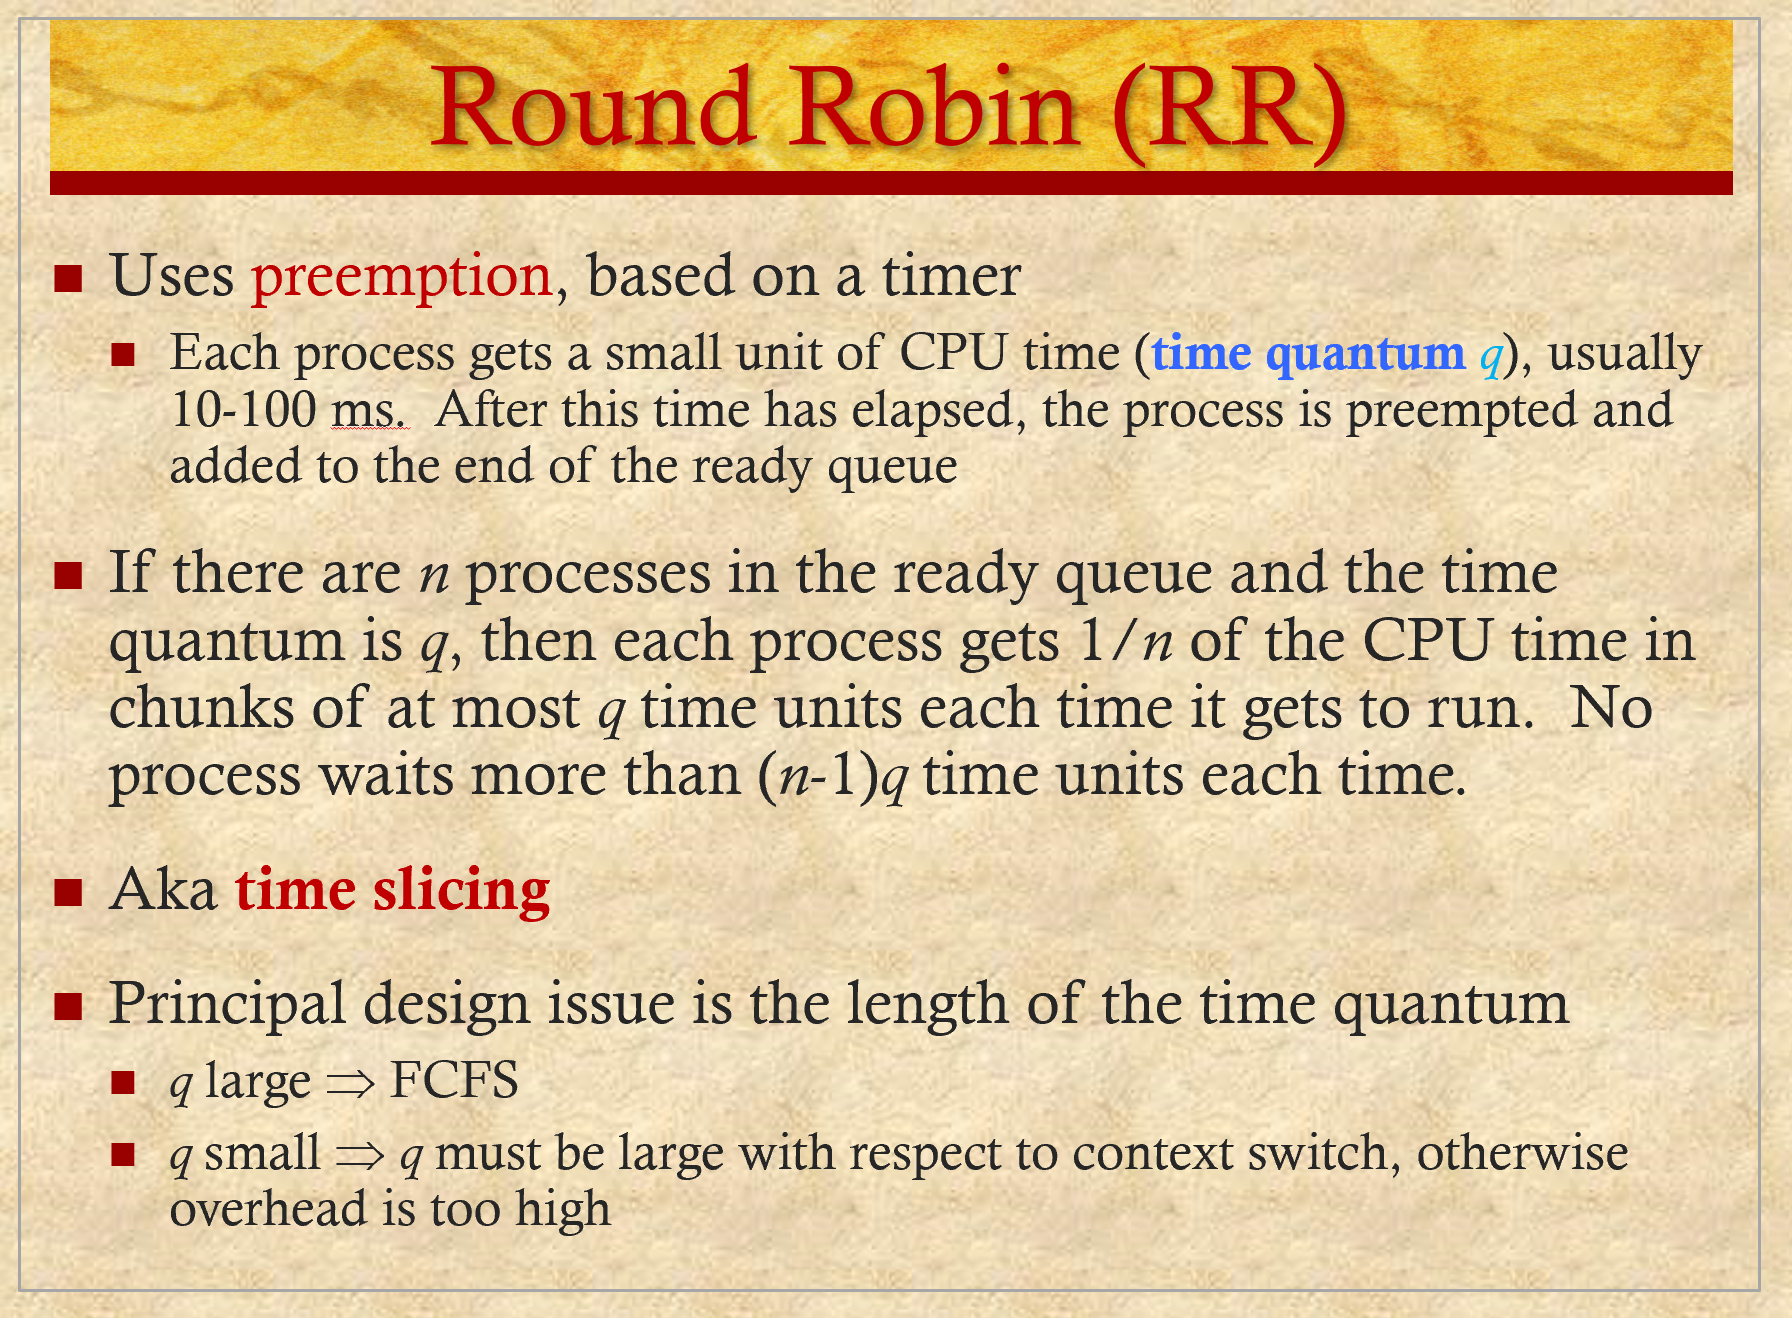 Round Robin (RR)
Uses preemption, based on a timer
Each process gets a small unit of CPU time (time quantum q), usually
10-100 ms.  After this time has elapsed, the process is preempted and
added to the end of the ready queue
If there are n processes in the ready queue and the time
quantum is q, then each process gets 1/n of the CPU time in
chunks of at most q time units each time it gets to run.  No
process waits more than (n-1)q time units each time.
Aka time slicing
Principal design issue is the length of the time quantum
q large ⇒ FCFS
q small ⇒ q must be large with respect to context switch, otherwise
overhead is too high